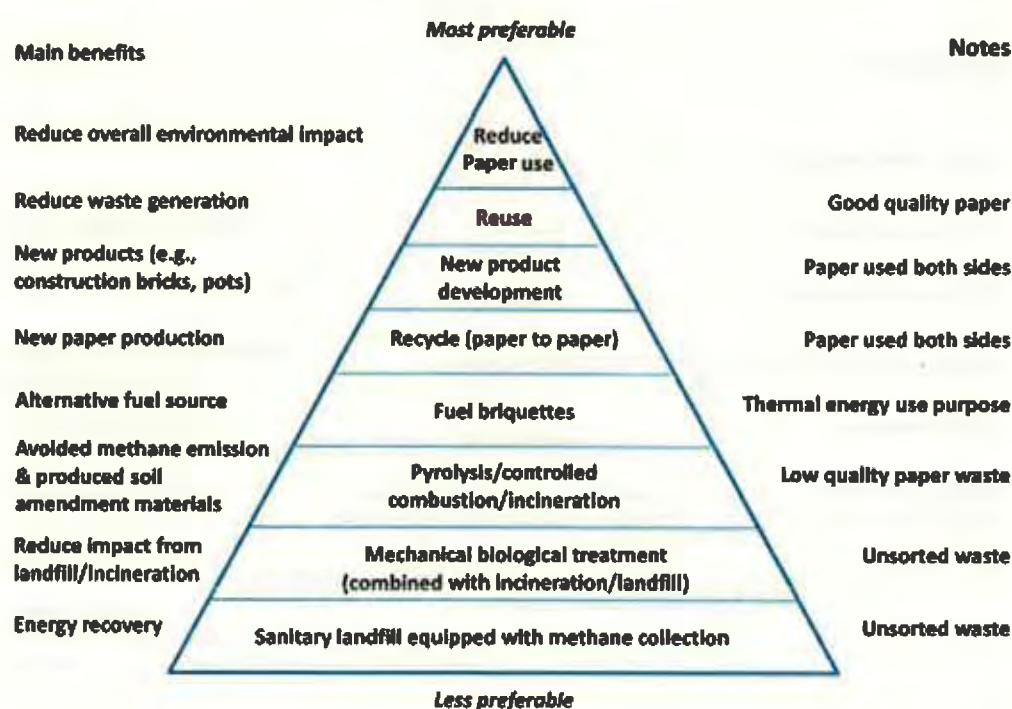 Most preferable
Main benefits
Notes
Reduce overall environmental impact
Reduce
Paper use
Reduce waste generation
Reuse
Good quality paper
New products (e.g.,
construction bricks, pots)
New product
development
Paper used both sides
New paper production
Recycle (paper to paper)
Paper used both sides
Alternative fuel source
Fuel briquettes
Thermal energy use purpose
Avoided methane emission
& produced soil
amendment materials
Pyrolysis/controlled
combustion/incineration
Low quality paper waste
Reduce impact from
landfill/incineration
Mechanical biological treatment
(combined with incineration/landfill)
Unsorted waste
Energy recovery
Sanitary landfill equipped with methane collection
Unsorted waste
Less preferable